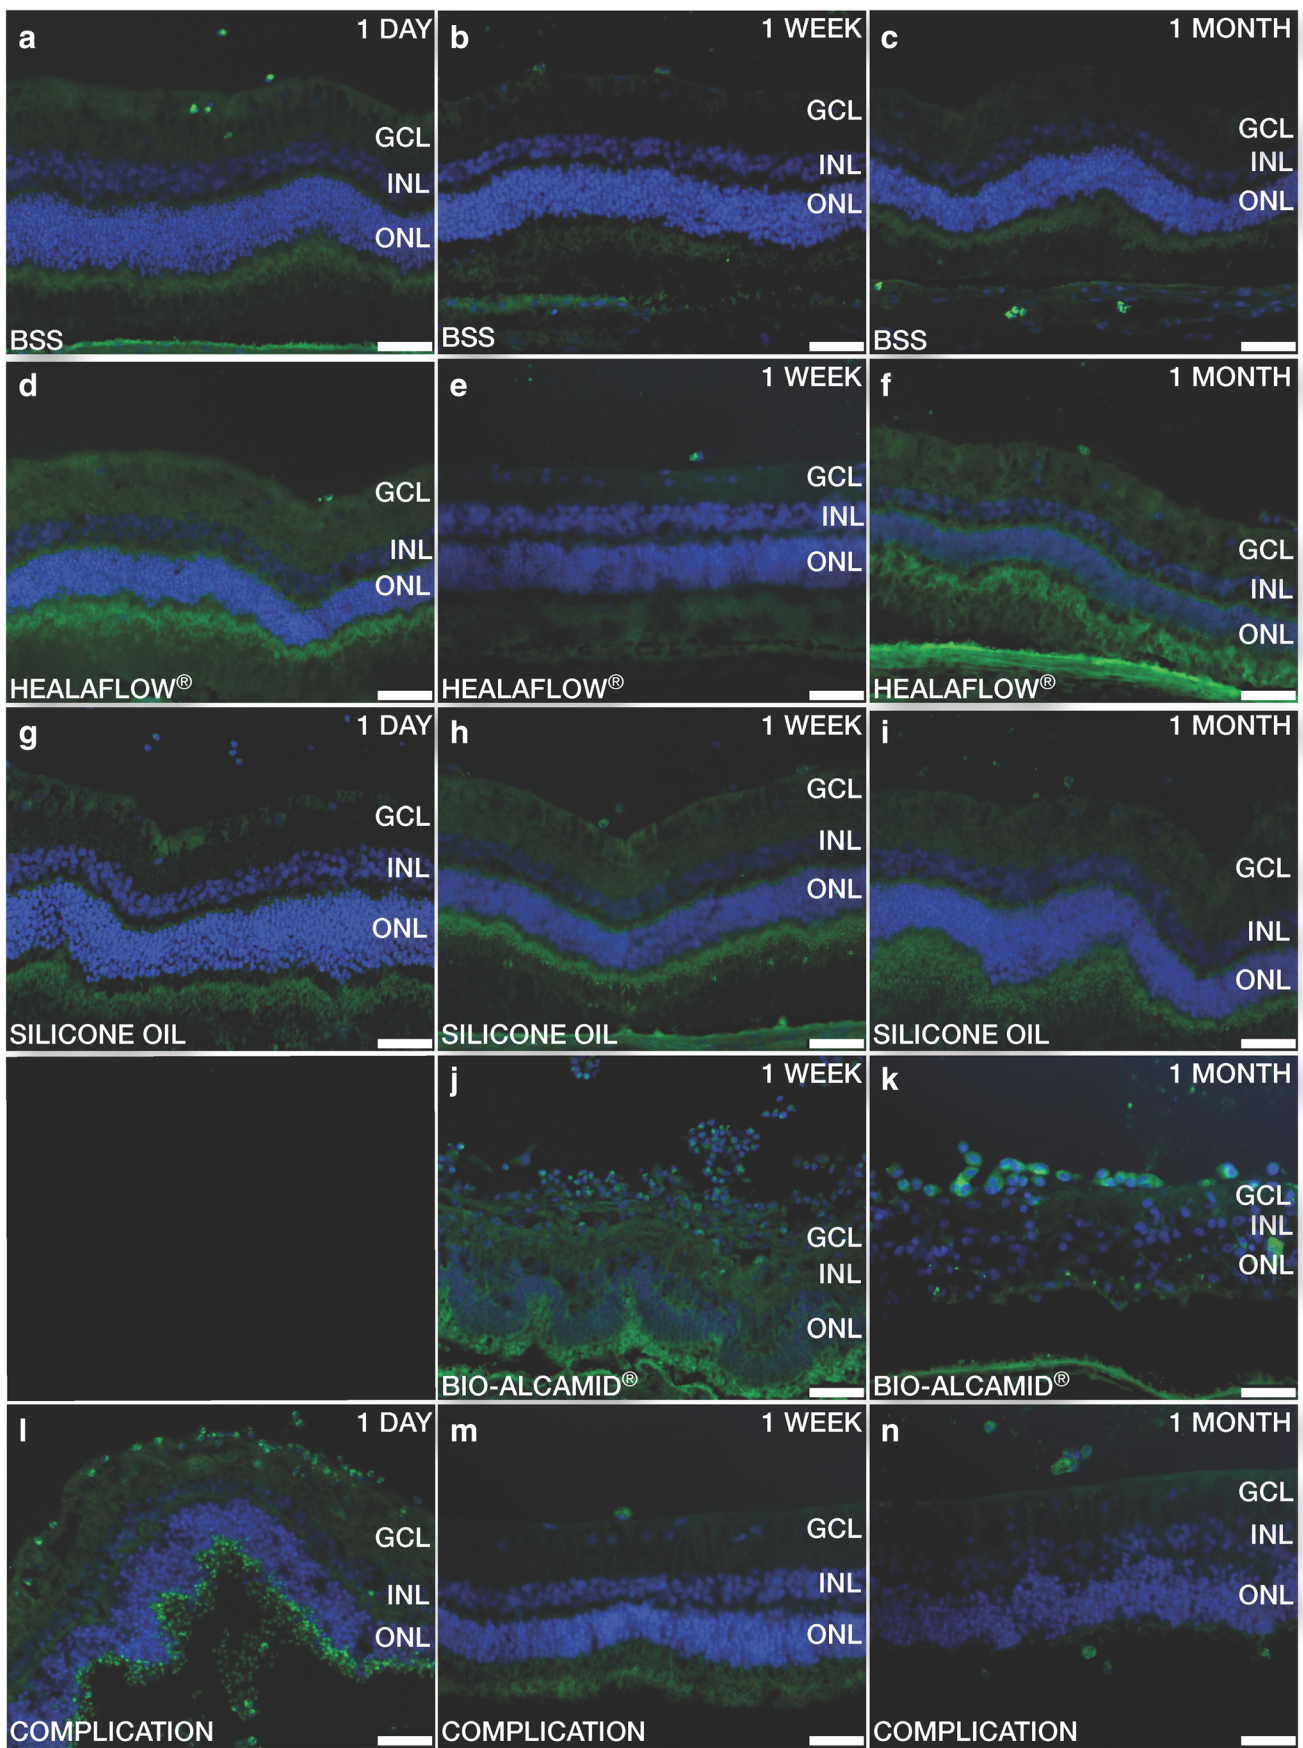 a 1 DAY
GCL
INL
ONL
BSS
b 1 WEEK
GCL
INL
ONL
BSS
c 1 MONTH
GCL
INL
ONL
BSS
d
GCL
INL
ONL
HEALAFLOW®
e 1 WEEK
GCL
INL
ONL
HEALAFLOW®
f 1 MONTH
GCL
INL
ONL
HEALAFLOW®
g 1 DAY
GCL
INL
ONL
SILICONE OIL
h 1 WEEK
GCL
INL
ONL
SILICONE OIL
i 1 MONTH
GCL
INL
ONL
SILICONE OIL
j 1 WEEK
GCL
INL
ONL
BIO-ALCAMID®
k 1 MONTH
GCL
INL
ONL
BIO-ALCAMID®
l 1 DAY
GCL
INL
ONL
COMPLICATION
m 1 WEEK
GCL
INL
ONL
COMPLICATION
n 1 MONTH
GCL
INL
ONL
COMPLICATION